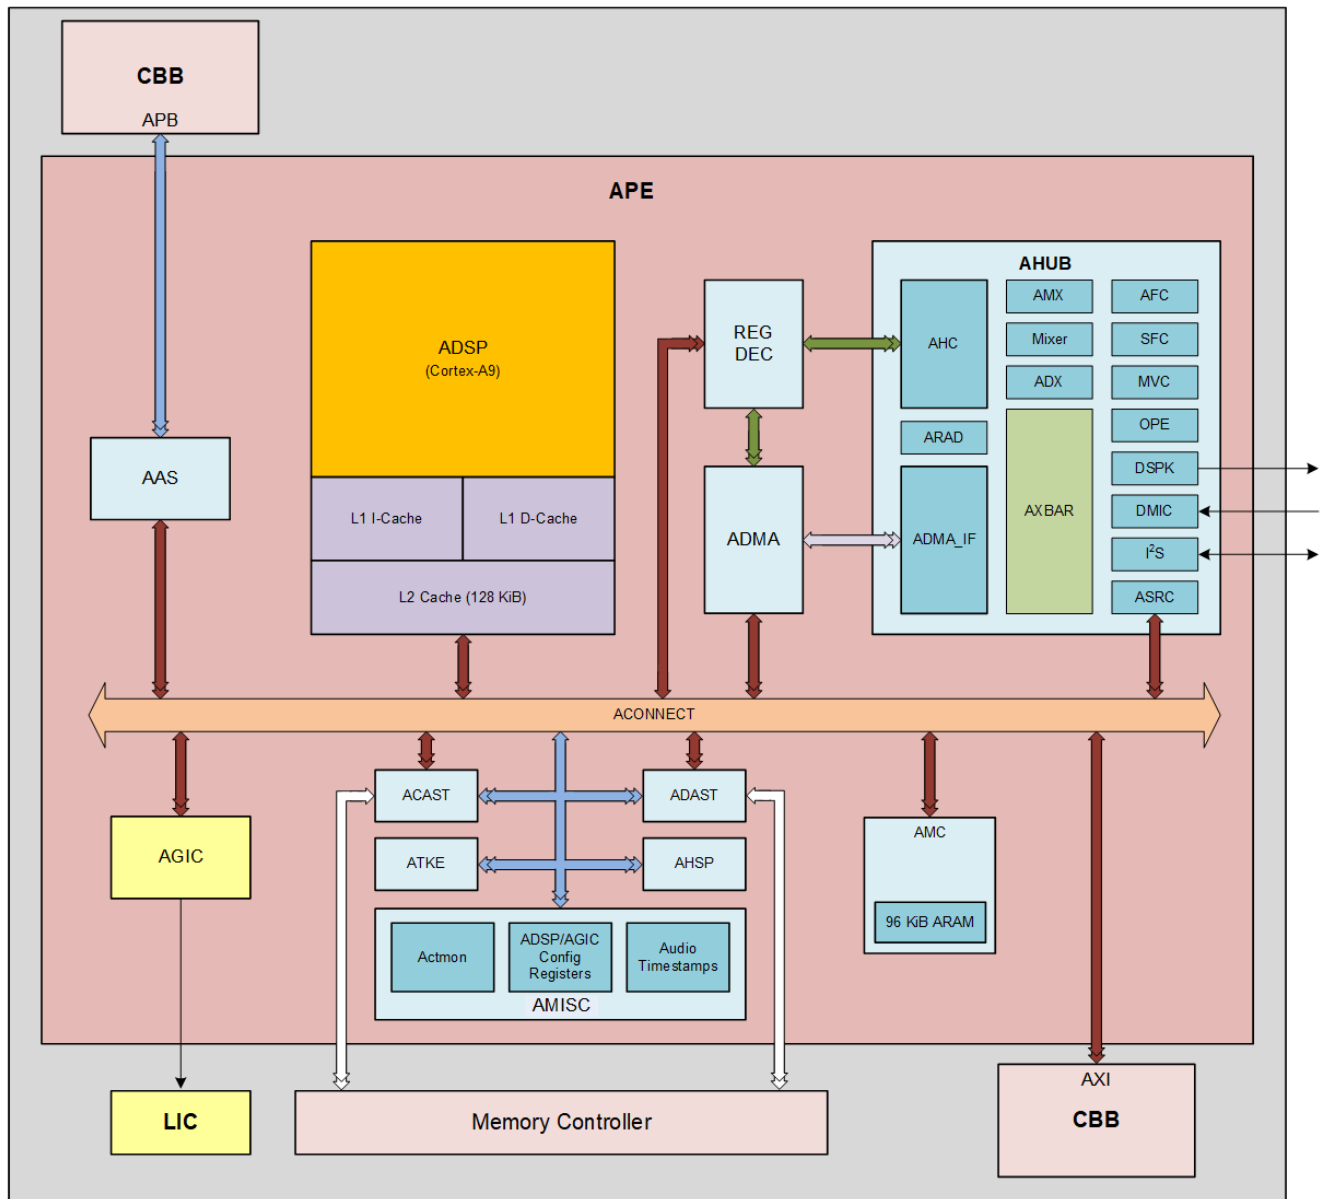 CBB
APB
APE
ADSP
(Cortex-A9)
L1 I-Cache
L1 D-Cache
L2 Cache (128 KiB)
AAS
REG
DEC
ADMA
AHUB
AHC
ARAD
ADMA_IF
AMX
Mixer
ADX
AXBAR
AFC
SFC
MVC
OPE
DSPK
DMIC
I²S
ASRC
ACONNECT
ACAST
ADAST
ATKE
AHSP
AGIC
AMC
96 KiB ARAM
Actmon
ADSP/AGIC
Config
Registers
Audio
Timestamps
AMISC
LIC
Memory Controller
AXI
CBB